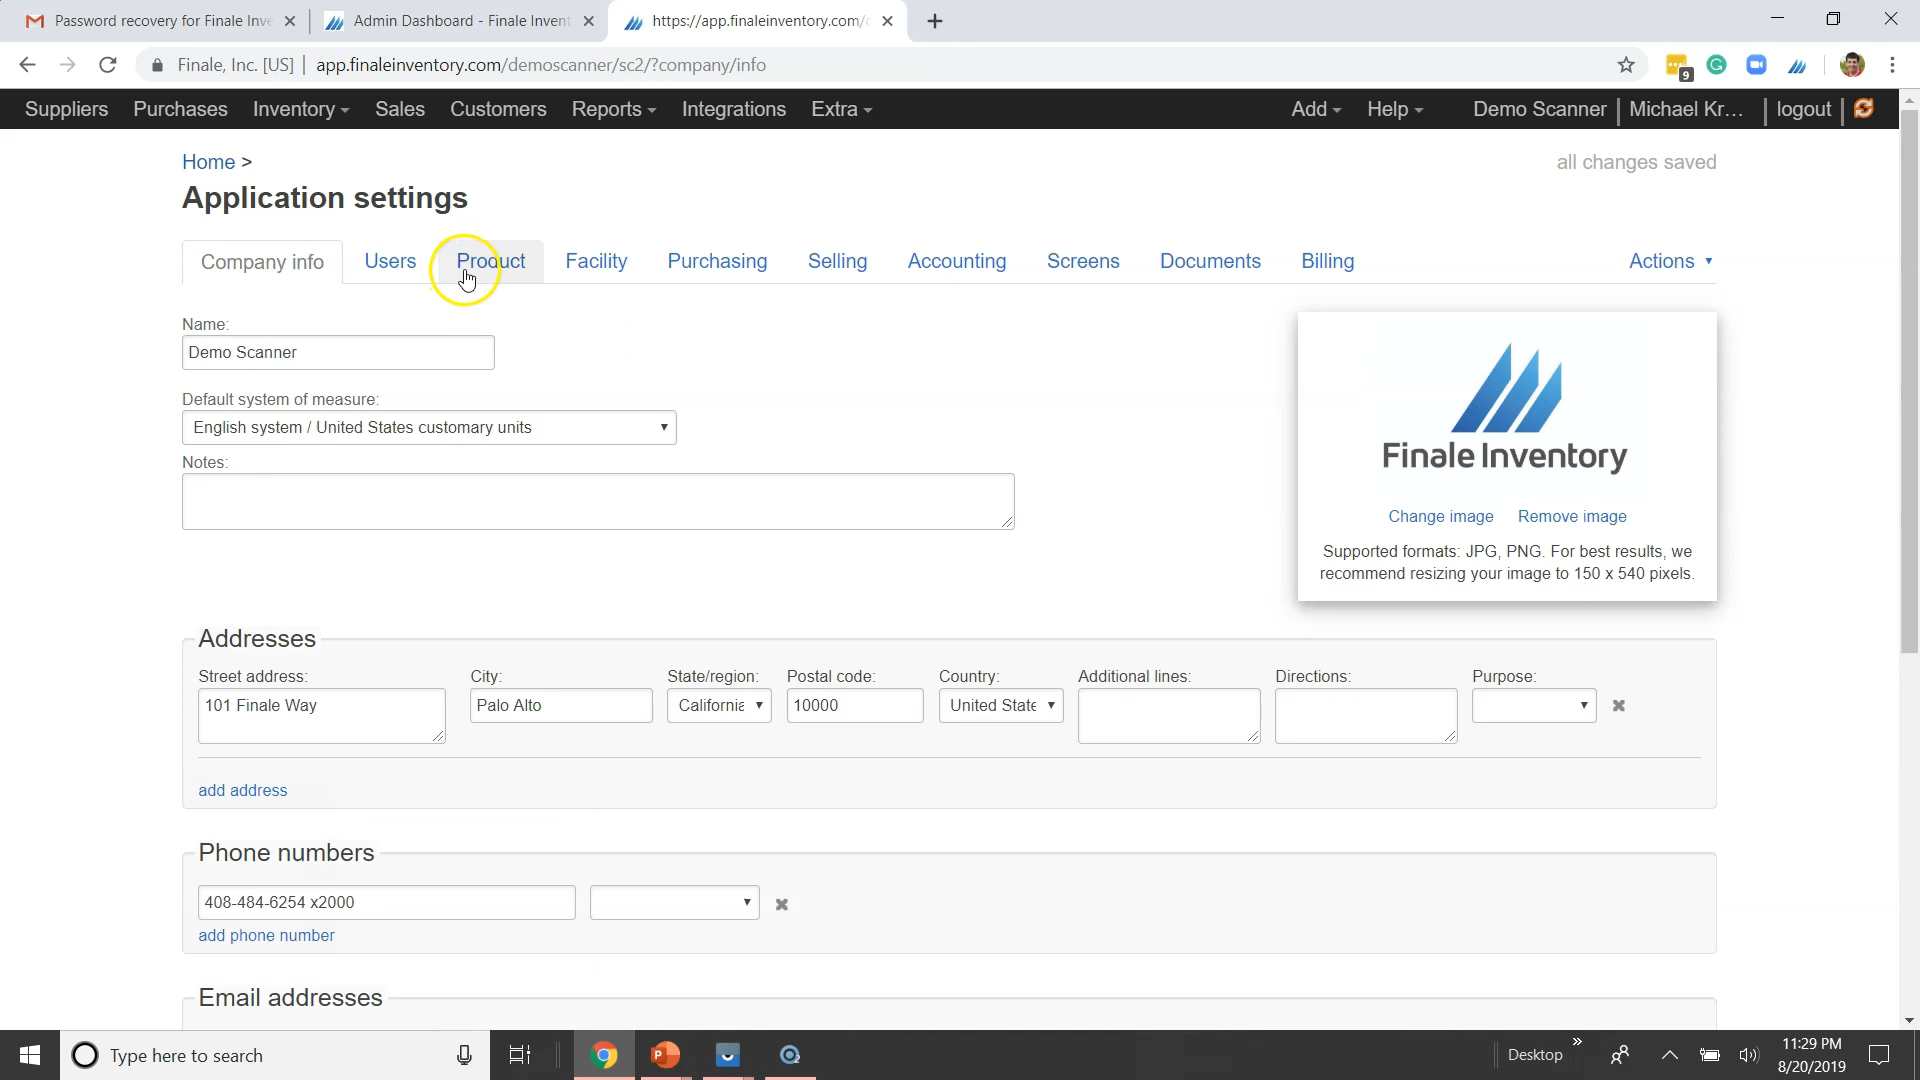 Password recovery for Finale Inve
Admin Dashboard - Finale Invent
https://app.finaleinventory.com/
Finale, Inc. [US]
app.finaleinventory.com/demoscanner/sc2/?company/info
9
Suppliers Purchases Inventory Sales Customers Reports Integrations Extra Add Help Demo Scanner Michael Kr... logout
Home >
all changes saved
Application settings
Company info Users Product Facility Purchasing Selling Accounting Screens Documents Billing Actions
Name:
Demo Scanner
Default system of measure:
English system / United States customary units
Notes:
Finale Inventory
Change image Remove image
Supported formats: JPG, PNG. For best results, we
recommend resizing your image to 150 x 540 pixels.
Addresses
Street address: City: State/region: Postal code: Country: Additional lines: Directions: Purpose:
101 Finale Way Palo Alto California 10000 United State
add address
Phone numbers
408-484-6254 x2000
add phone number
Email addresses
Type here to search
Desktop
11:29 PM
8/20/2019